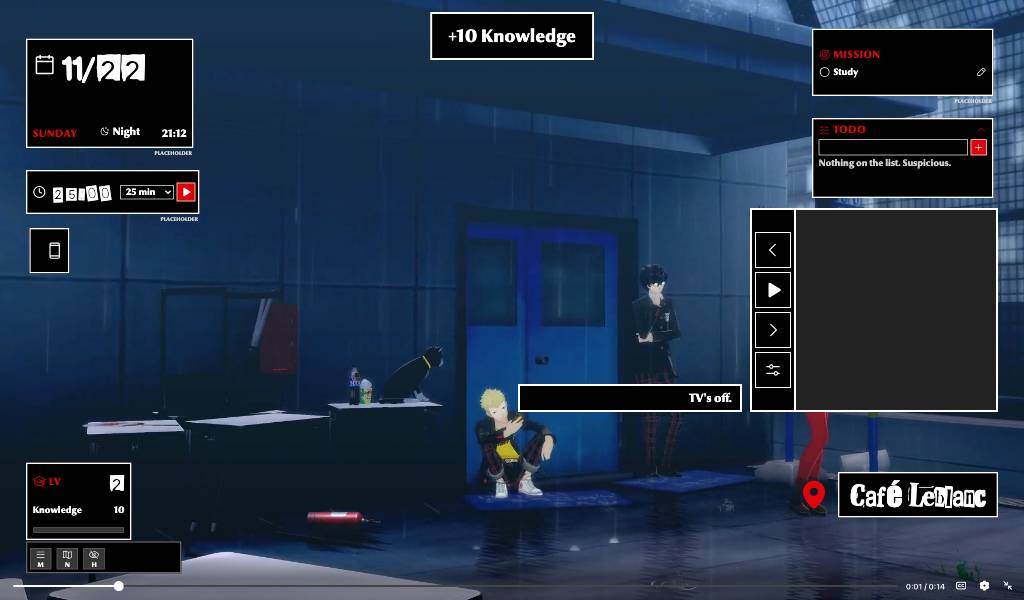 +10 Knowledge
11/22
SUNDAY
Night
21:12
PLACEHOLDER
25:00
25 min
PLACEHOLDER
MISSION
Study
PLACEHOLDER
TODO
+
Nothing on the list. Suspicious.
TV's off.
LV
2
Knowledge
10
M
N
H
Café Leblanc
0:01 / 0:14
CC